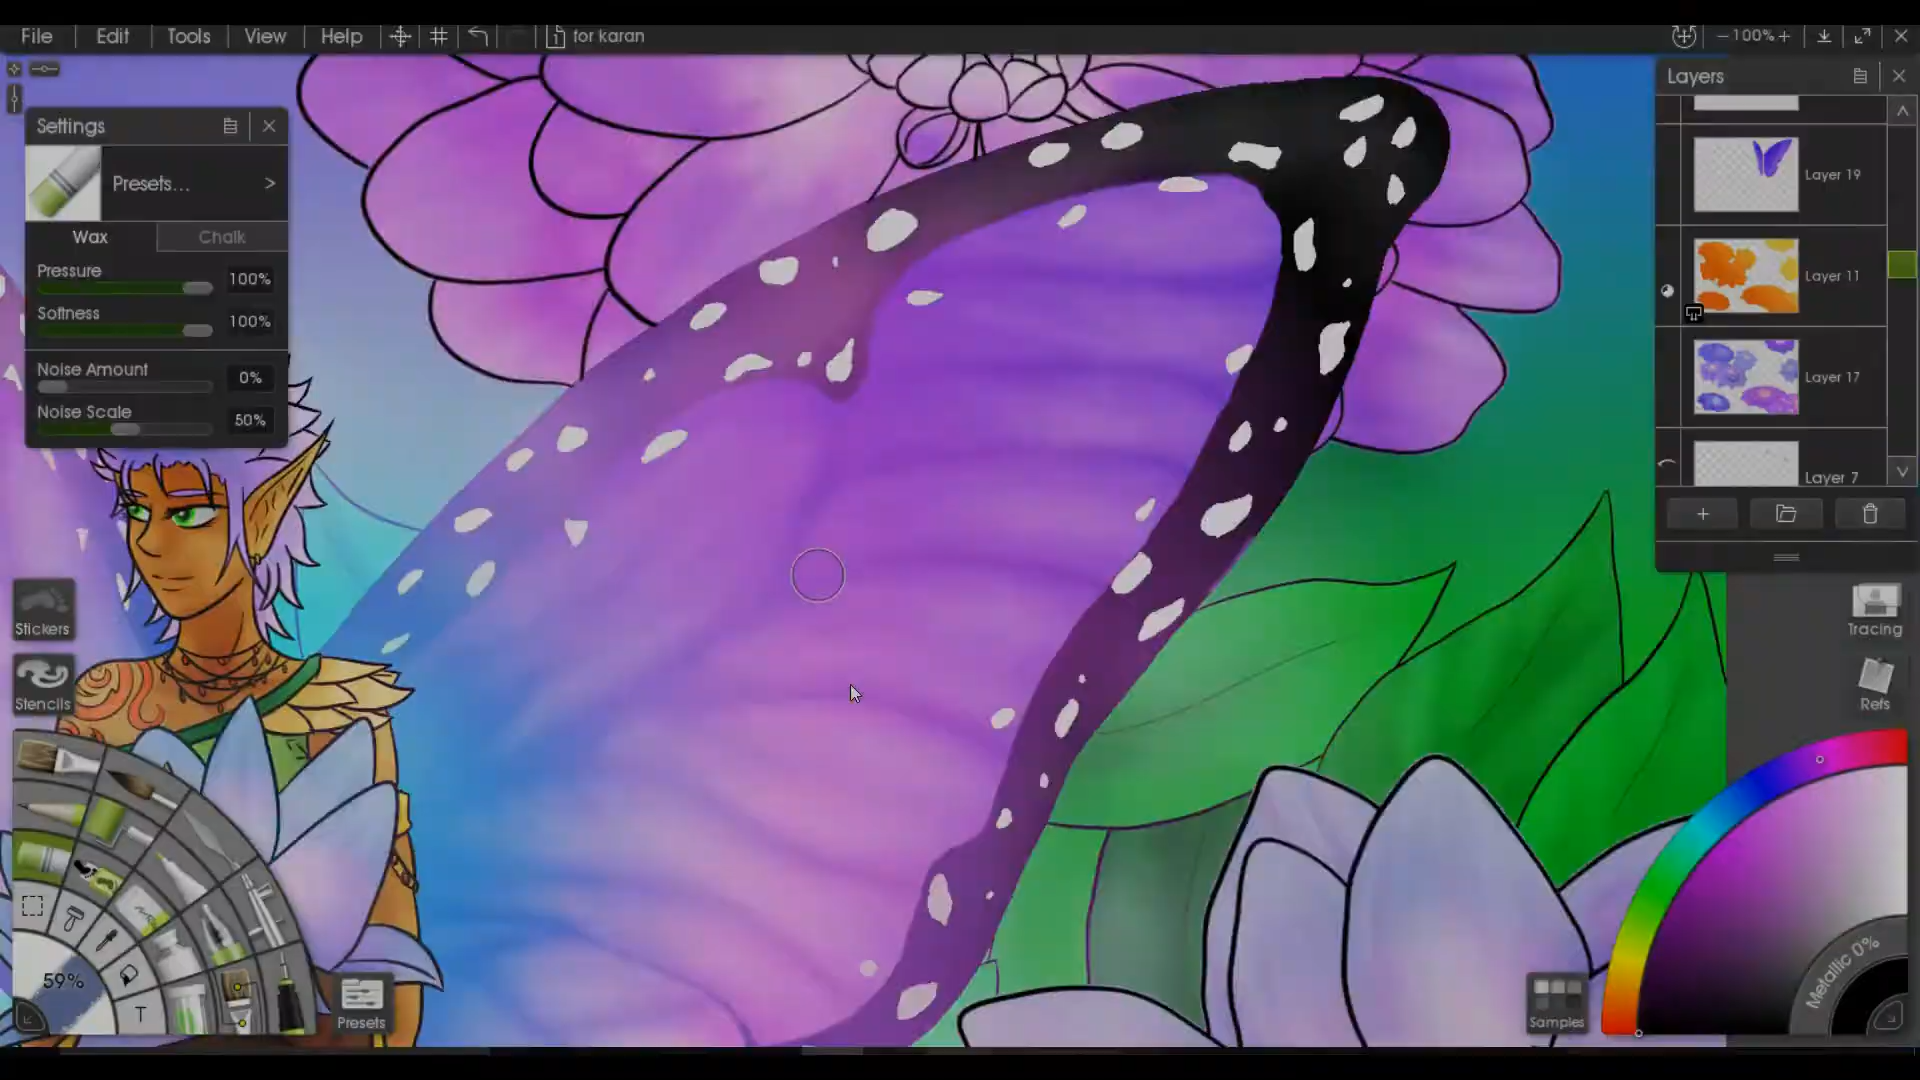 File Edit Tools View Help for karan 100%
Settings
Presets...
Wax Chalk
Pressure 100%
Softness 100%
Noise Amount 0%
Noise Scale 50%
Stickers
Stencils
59%
T
Presets
Layers
Layer 19
Layer 11
Layer 17
Layer 7
Tracing
Refs
Metallic 0%
Samples